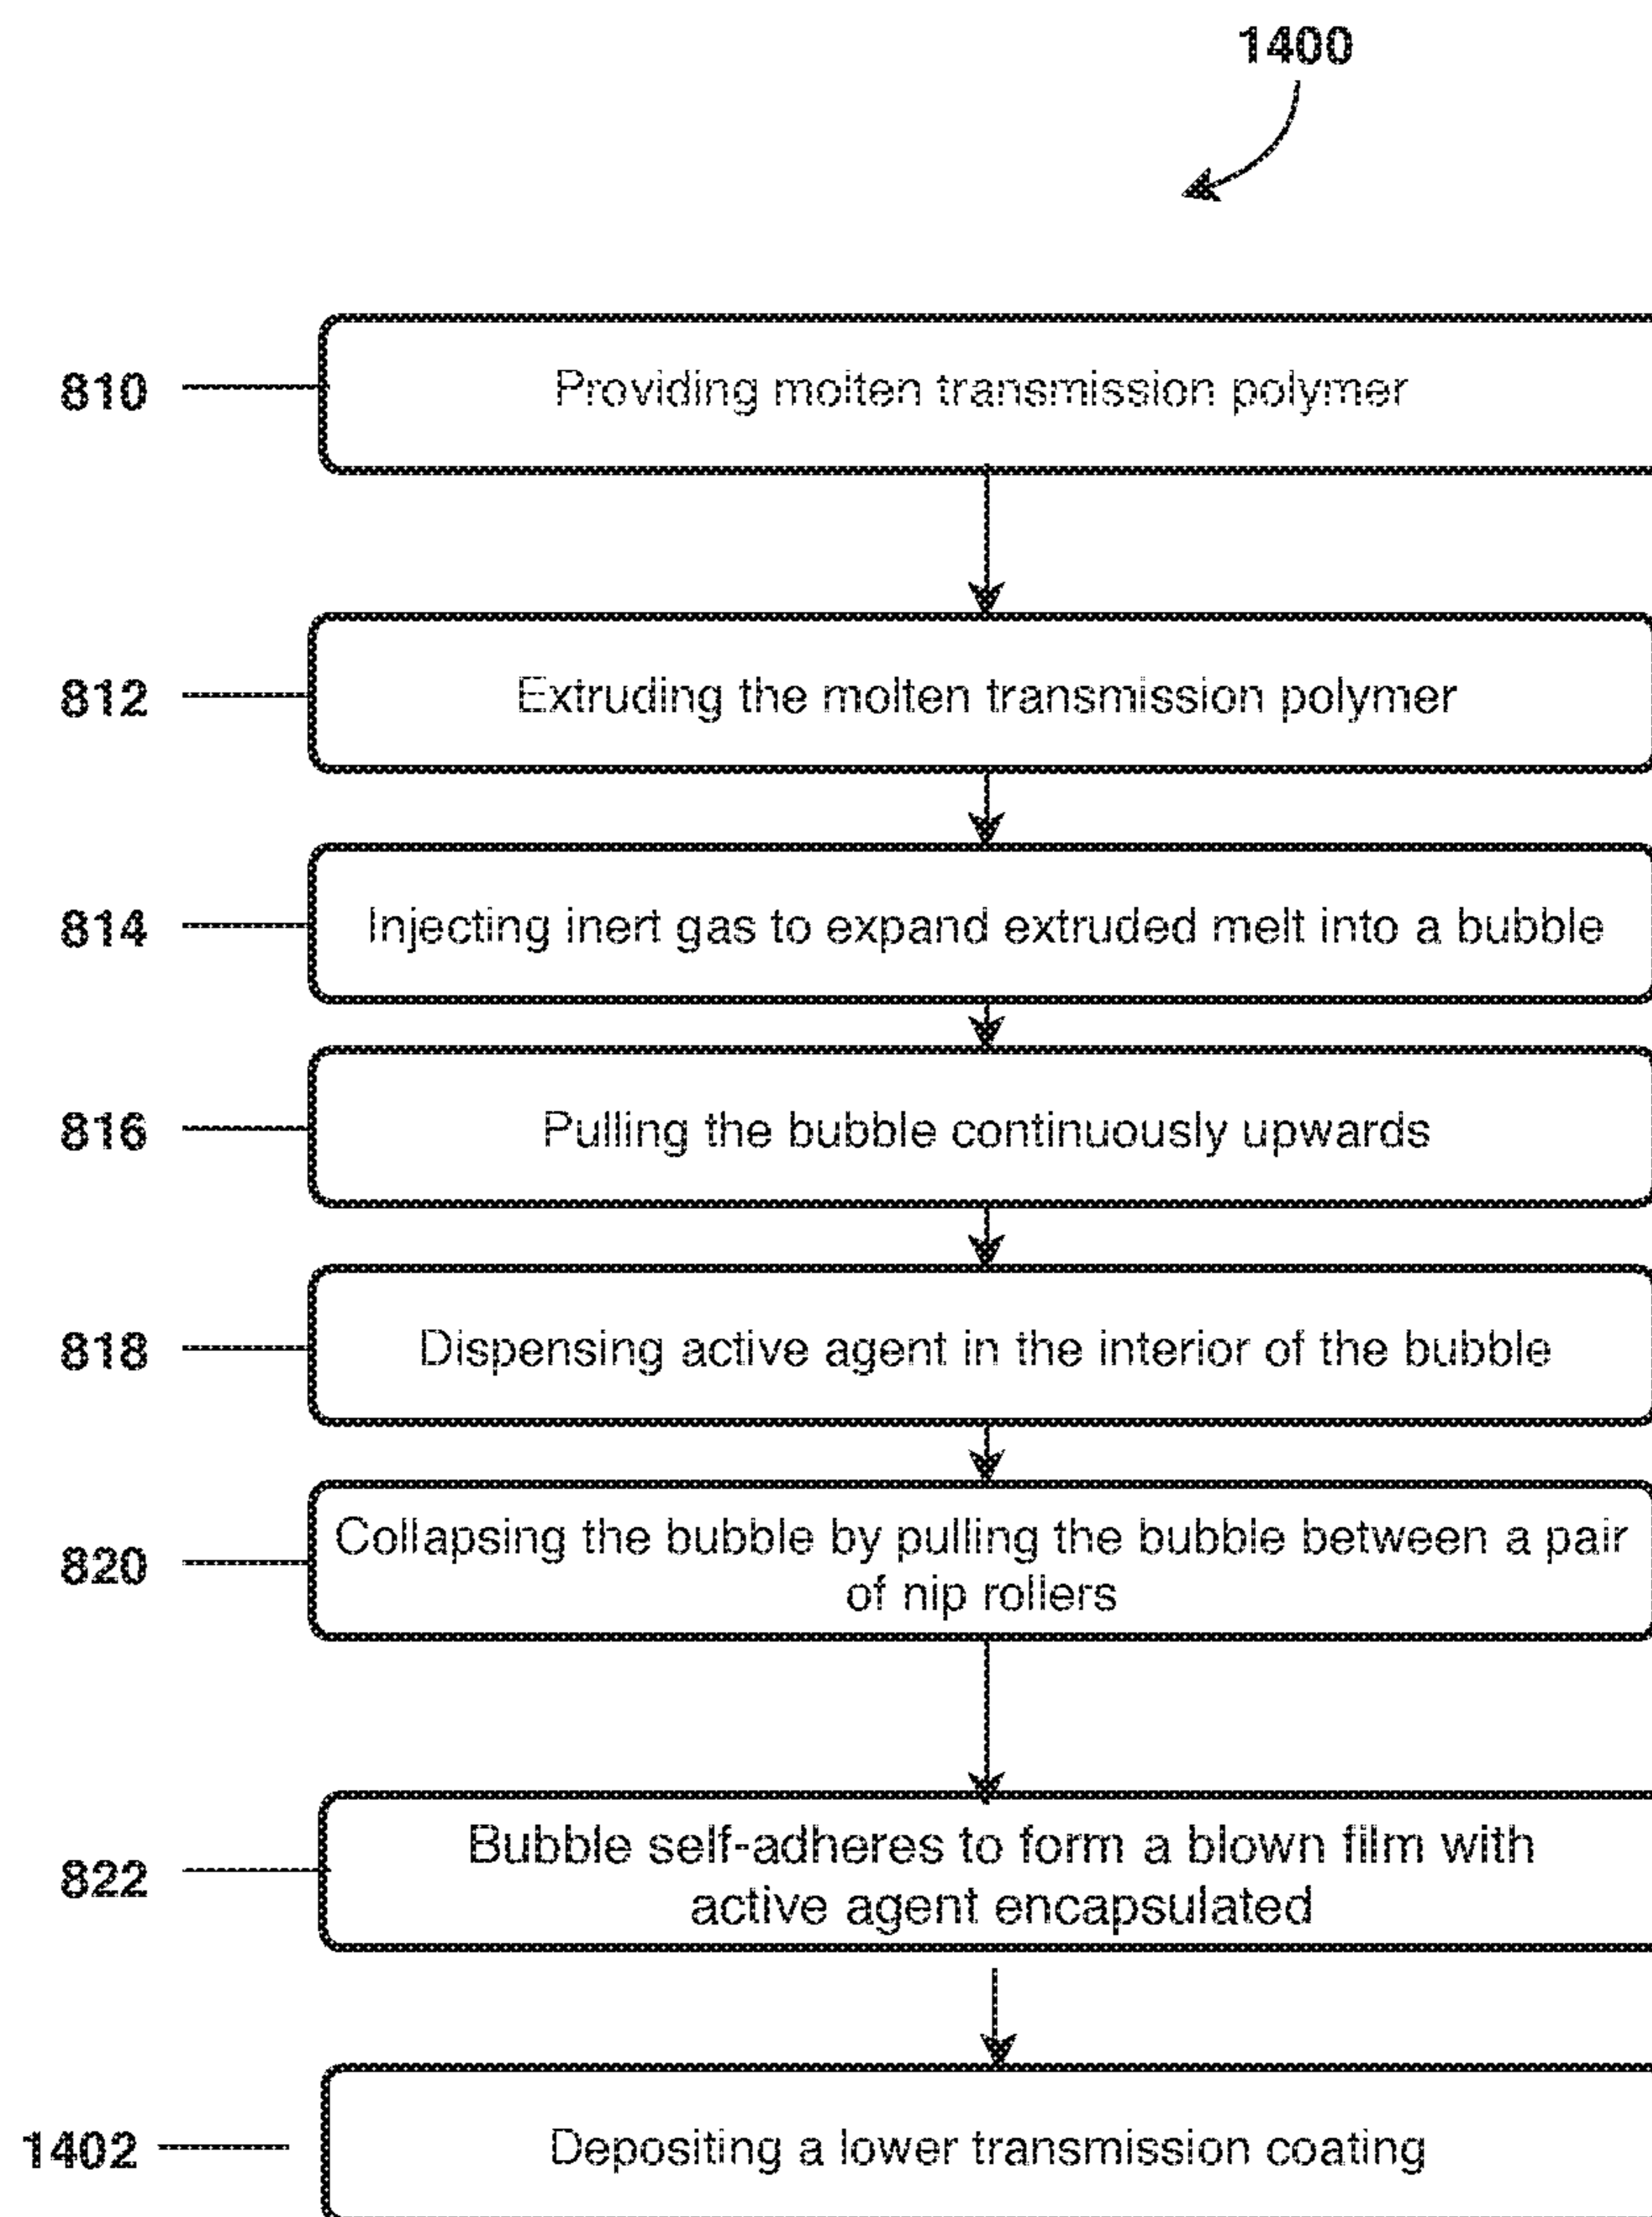 1400
810
Providing molten transmission polymer
812
Extruding the molten transmission polymer
814
Injecting inert gas to expand extruded melt into a bubble
816
Pulling the bubble continuously upwards
818
Dispensing active agent in the interior of the bubble
820
Collapsing the bubble by pulling the bubble between a pair
of nip rollers
822
Bubble self-adheres to form a blown film with
active agent encapsulated
1402
Depositing a lower transmission coating